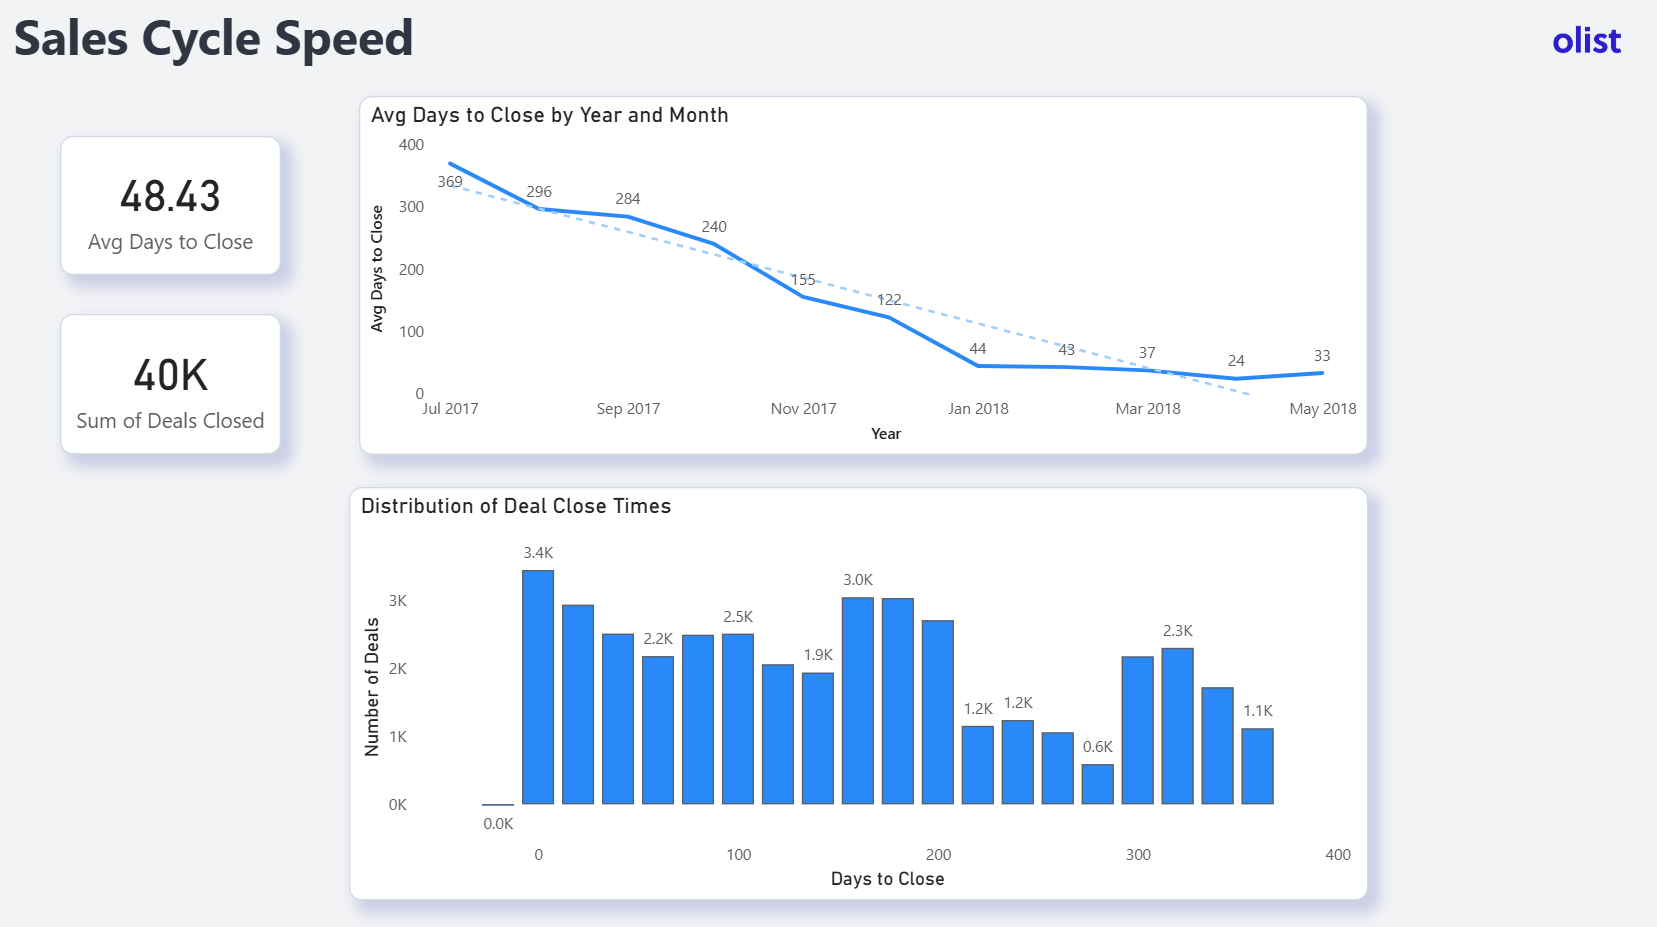 Sales Cycle Speed
olist
48.43
Avg Days to Close
40K
Sum of Deals Closed
Avg Days to Close by Year and Month
Avg Days to Close
400
300
200
100
0
369
296
284
240
155
122
44
43
37
24
33
Jul 2017
Sep 2017
Nov 2017
Jan 2018
Mar 2018
May 2018
Year
Distribution of Deal Close Times
Number of Deals
3K
2K
1K
0K
0.0K
3.4K
2.2K
2.5K
1.9K
3.0K
1.2K
1.2K
0.6K
2.3K
1.1K
0
100
200
300
400
Days to Close